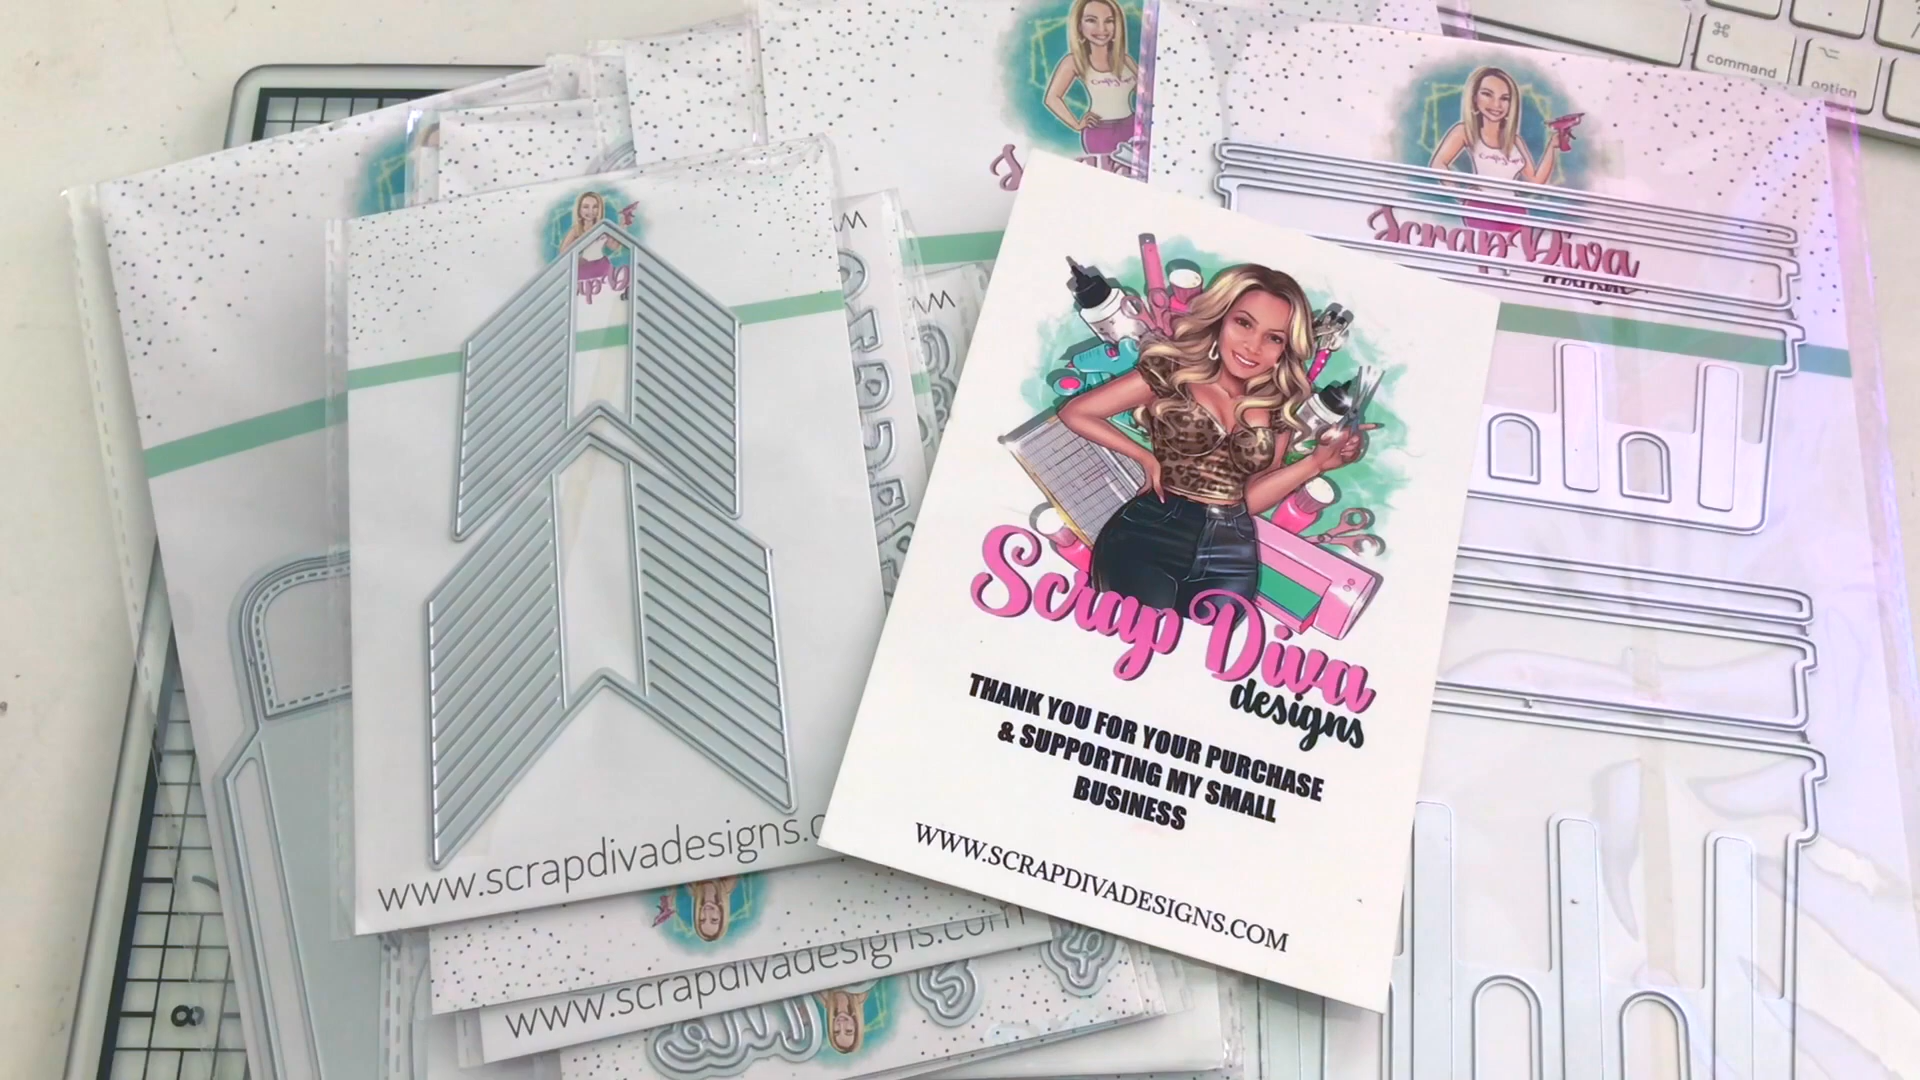 command
option
Scrap Diva
Scrap Diva
designs
THANK YOU FOR YOUR PURCHASE
& SUPPORTING MY SMALL
BUSINESS
WWW.SCRAPDIVADESIGNS.COM
www.scrapdivadesigns.
www.scrapdivadesigns.com
8